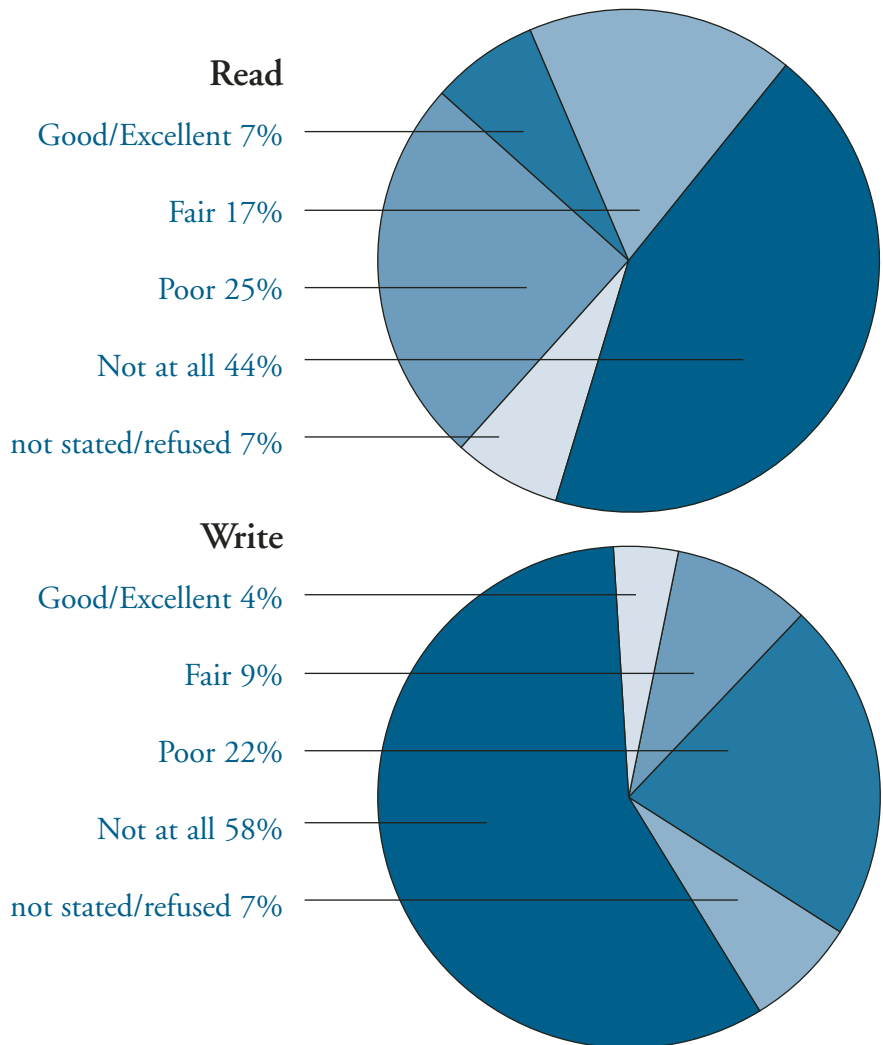 Read
Good/Excellent 7%
Fair 17%
Poor 25%
Not at all 44%
not stated/refused 7%
Write
Good/Excellent 4%
Fair 9%
Poor 22%
Not at all 58%
not stated/refused 7%